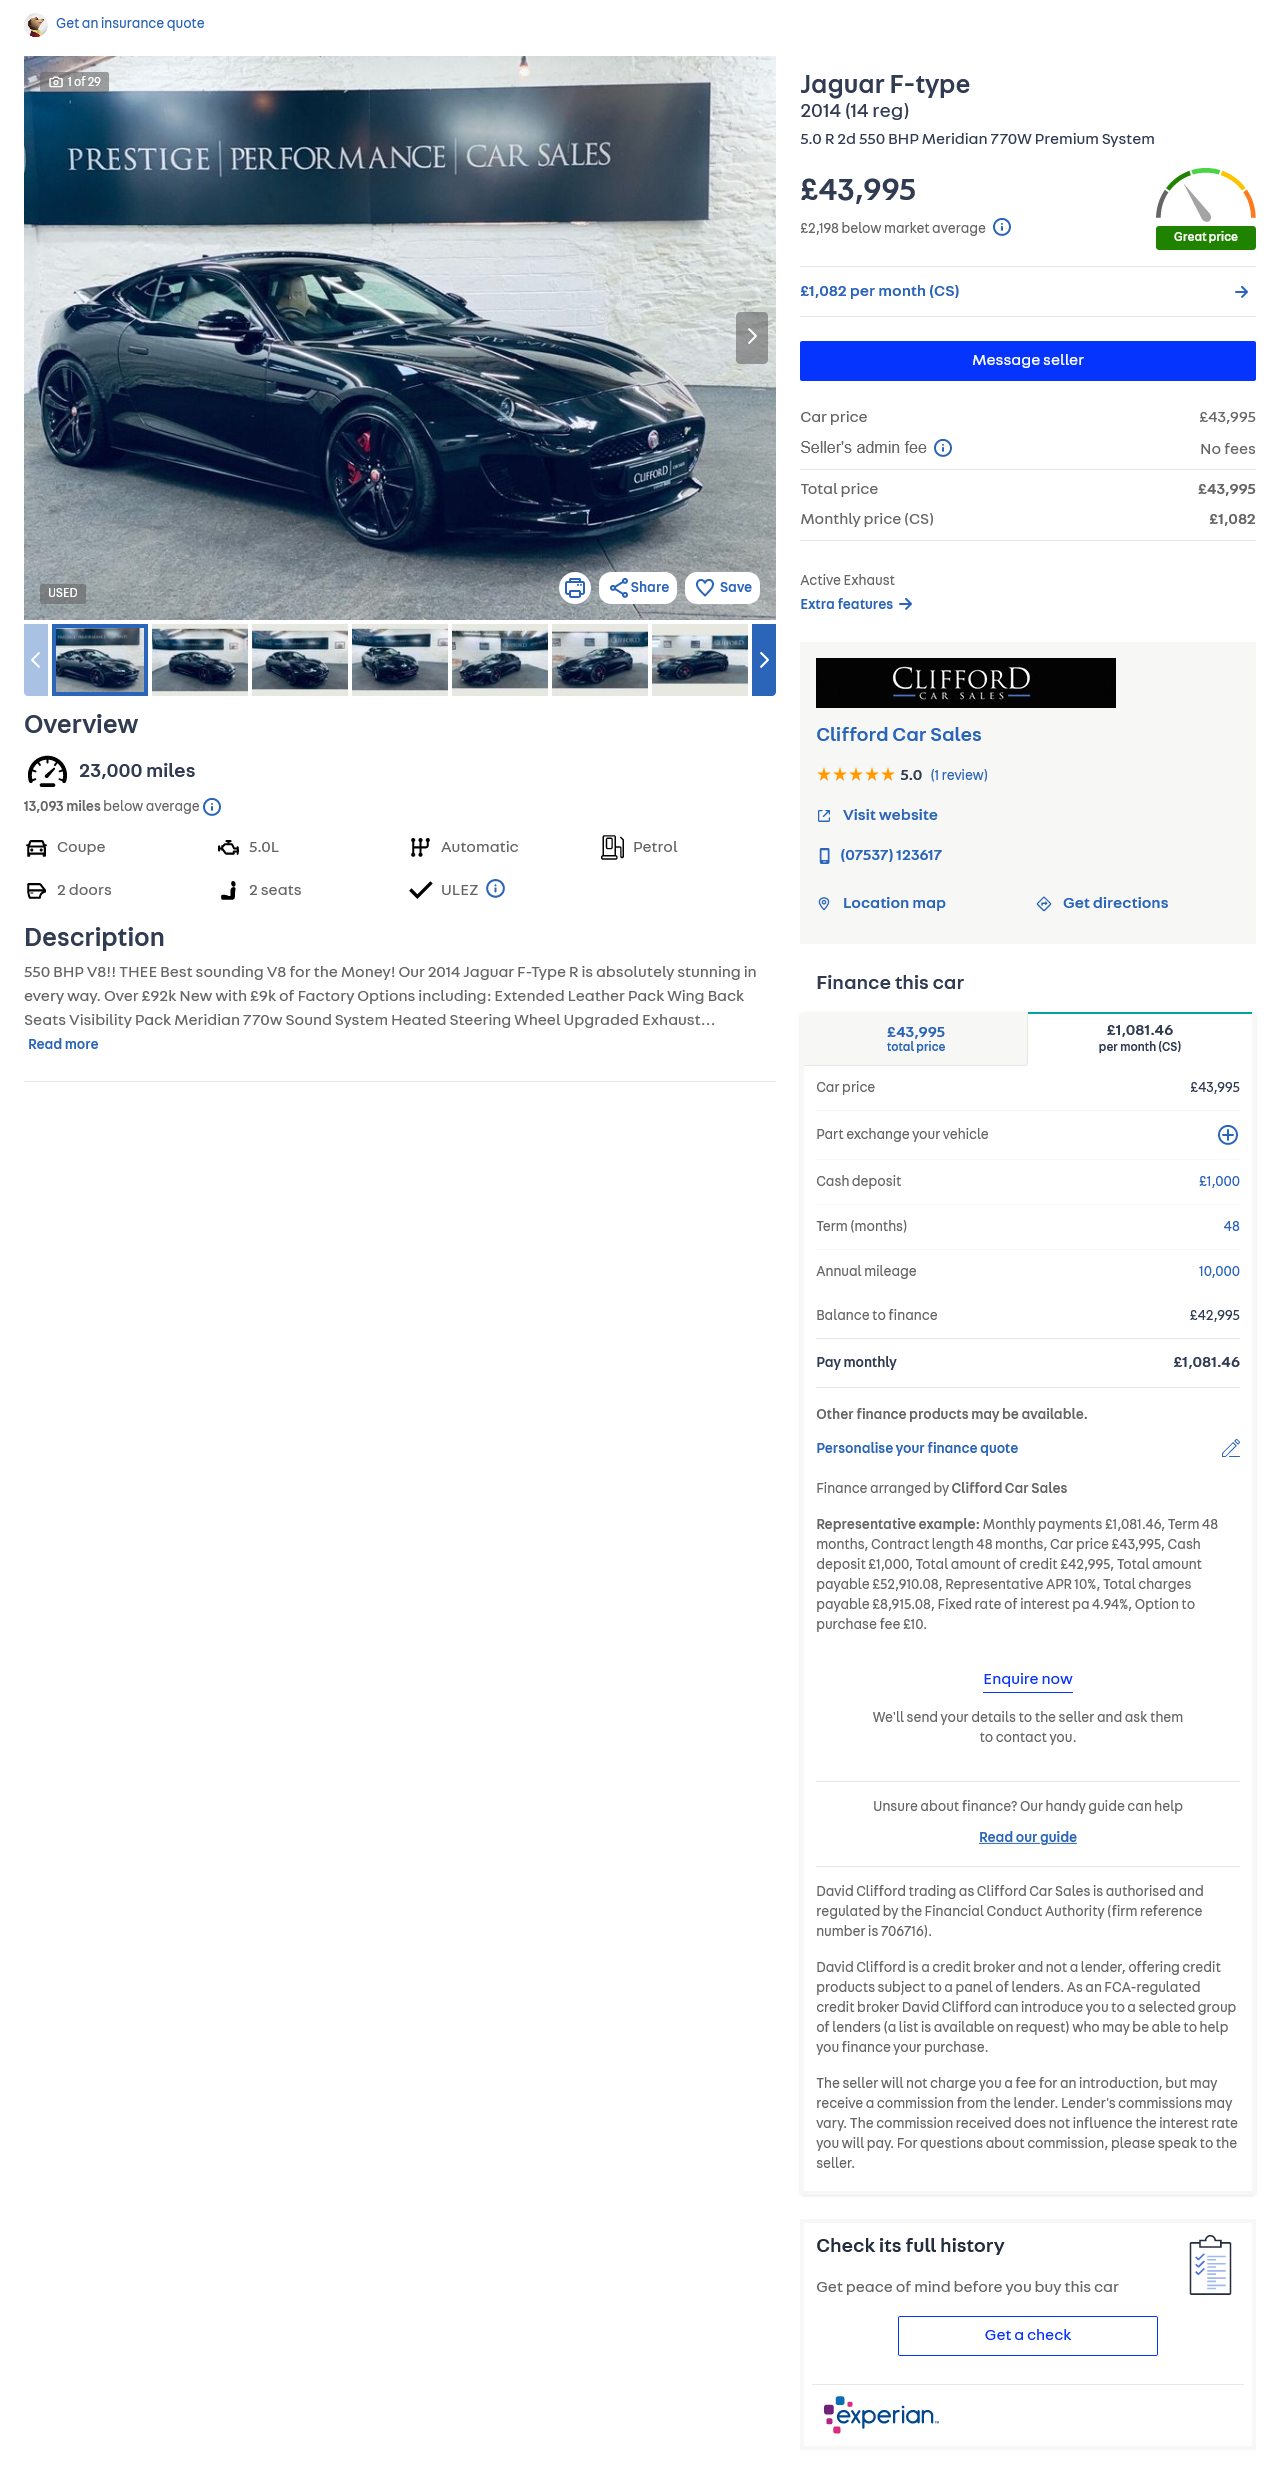 Get an insurance quote
1 of 29
PRESTIGE | PERFORMANCE | CAR SALES
CLIFFORD
USED
Share
Save
Overview
23,000 miles
13,093 miles below average
Coupe
5.0L
Automatic
Petrol
2 doors
2 seats
ULEZ
Description
550 BHP V8!! THEE Best sounding V8 for the Money! Our 2014 Jaguar F-Type R is absolutely stunning in
every way. Over £92k New with £9k of Factory Options including: Extended Leather Pack Wing Back
Seats Visibility Pack Meridian 770w Sound System Heated Steering Wheel Upgraded Exhaust...
Read more
Jaguar F-type
2014 (14 reg)
5.0 R 2d 550 BHP Meridian 770W Premium System
£43,995
£2,198 below market average
Great price
£1,082 per month (CS)
Message seller
Car price £43,995
Seller's admin fee No fees
Total price £43,995
Monthly price (CS) £1,082
Active Exhaust
Extra features
CLIFFORD
CAR SALES
Clifford Car Sales
5.0 (1 review)
Visit website
(07537) 123617
Location map
Get directions
Finance this car
£43,995
total price
£1,081.46
per month (CS)
Car price £43,995
Part exchange your vehicle
Cash deposit £1,000
Term (months) 48
Annual mileage 10,000
Balance to finance £42,995
Pay monthly £1,081.46
Other finance products may be available.
Personalise your finance quote
Finance arranged by Clifford Car Sales
Representative example: Monthly payments £1,081.46, Term 48
months, Contract length 48 months, Car price £43,995, Cash
deposit £1,000, Total amount of credit £42,995, Total amount
payable £52,910.08, Representative APR 10%, Total charges
payable £8,915.08, Fixed rate of interest pa 4.94%, Option to
purchase fee £10.
Enquire now
We'll send your details to the seller and ask them
to contact you.
Unsure about finance? Our handy guide can help
Read our guide
David Clifford trading as Clifford Car Sales is authorised and
regulated by the Financial Conduct Authority (firm reference
number is 706716).
David Clifford is a credit broker and not a lender, offering credit
products subject to a panel of lenders. As an FCA-regulated
credit broker David Clifford can introduce you to a selected group
of lenders (a list is available on request) who may be able to help
you finance your purchase.
The seller will not charge you a fee for an introduction, but may
receive a commission from the lender. Lender's commissions may
vary. The commission received does not influence the interest rate
you will pay. For questions about commission, please speak to the
seller.
Check its full history
Get peace of mind before you buy this car
Get a check
experian